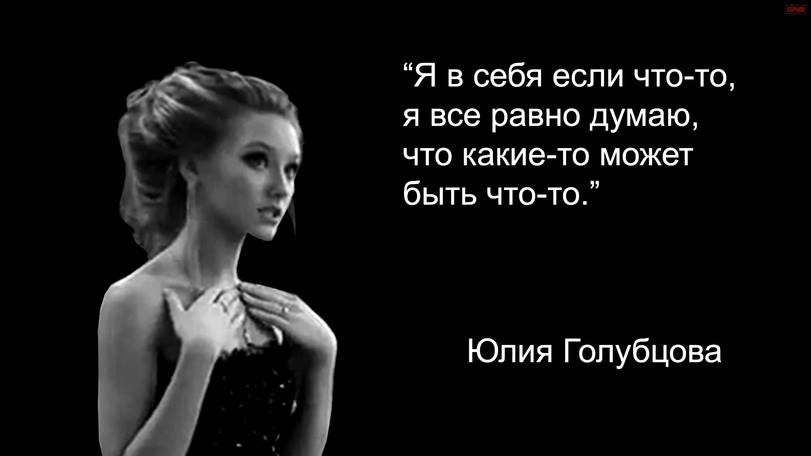 “Я в себя если что-то,
я все равно думаю,
что какие-то может
быть что-то.”
Юлия Голубцова